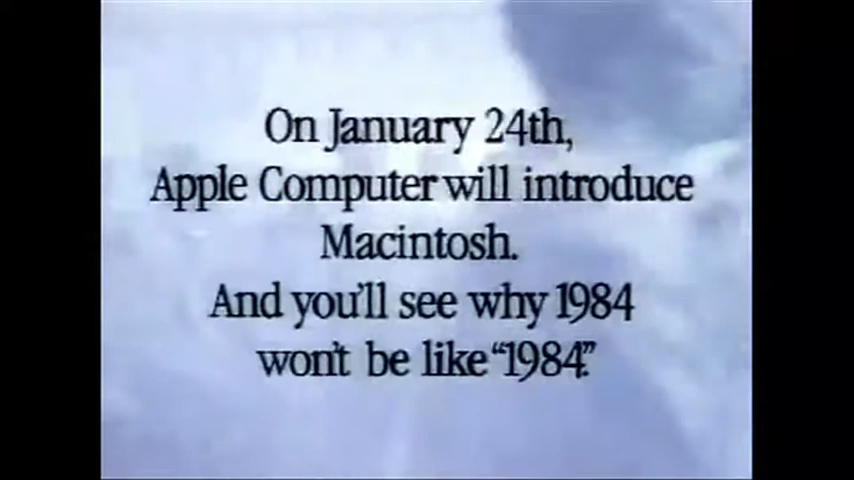 On January 24th,
Apple Computer will introduce
Macintosh.
And you'll see why 1984
won't be like “1984.”